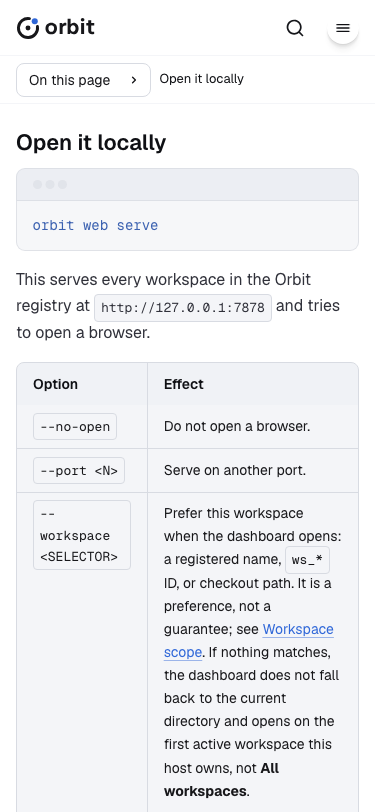 orbit
On this page
Open it locally
Open it locally
orbit web serve
This serves every workspace in the Orbit
registry at http://127.0.0.1:7878 and tries
to open a browser.
Option Effect
--no-open Do not open a browser.
--port <N> Serve on another port.
--
workspace
<SELECTOR>
Prefer this workspace
when the dashboard opens:
a registered name, ws_*
ID, or checkout path. It is a
preference, not a
guarantee; see Workspace
scope. If nothing matches,
the dashboard does not fall
back to the current
directory and opens on the
first active workspace this
host owns, not All
workspaces.